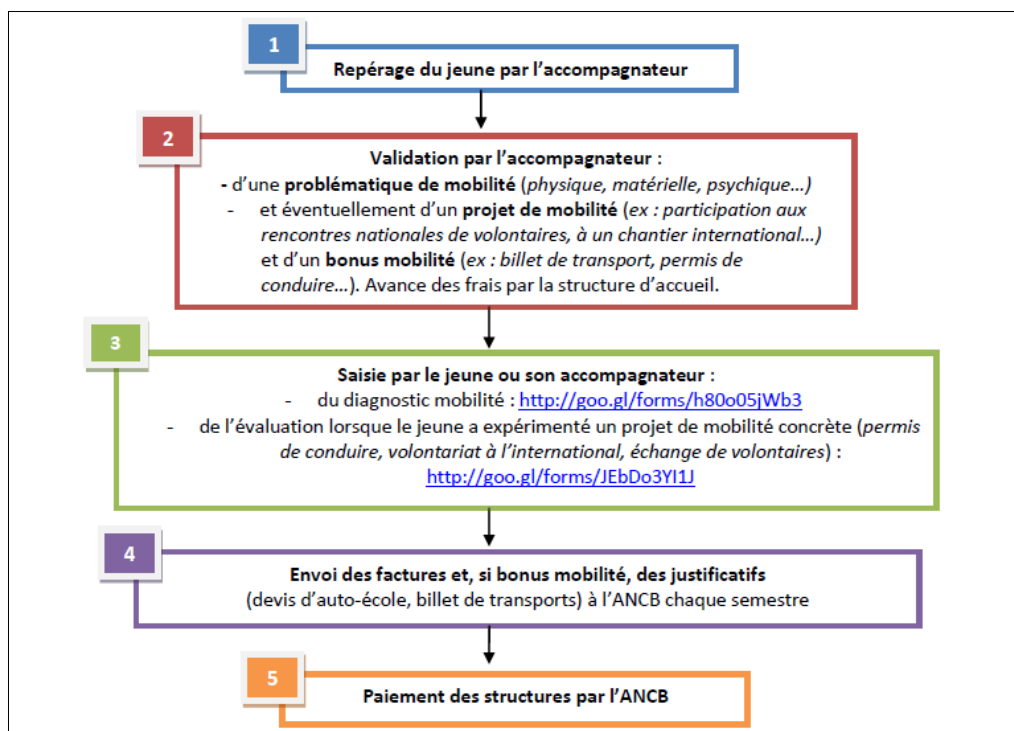 1
Repérage du jeune par l’accompagnateur
2
Validation par l’accompagnateur :
- d’une problématique de mobilité (physique, matérielle, psychique…)
- et éventuellement d’un projet de mobilité (ex : participation aux
rencontres nationales de volontaires, à un chantier international…)
et d’un bonus mobilité (ex : billet de transport, permis de
conduire…). Avance des frais par la structure d’accueil.
3
Saisie par le jeune ou son accompagnateur :
- du diagnostic mobilité : http://goo.gl/forms/h80o05jWb3
- de l’évaluation lorsque le jeune a expérimenté un projet de mobilité concrète (permis
de conduire, volontariat à l’international, échange de volontaires) :
http://goo.gl/forms/JEbDo3YI1J
4
Envoi des factures et, si bonus mobilité, des justificatifs
(devis d’auto-école, billet de transports) à l’ANCB chaque semestre
5
Paiement des structures par l’ANCB